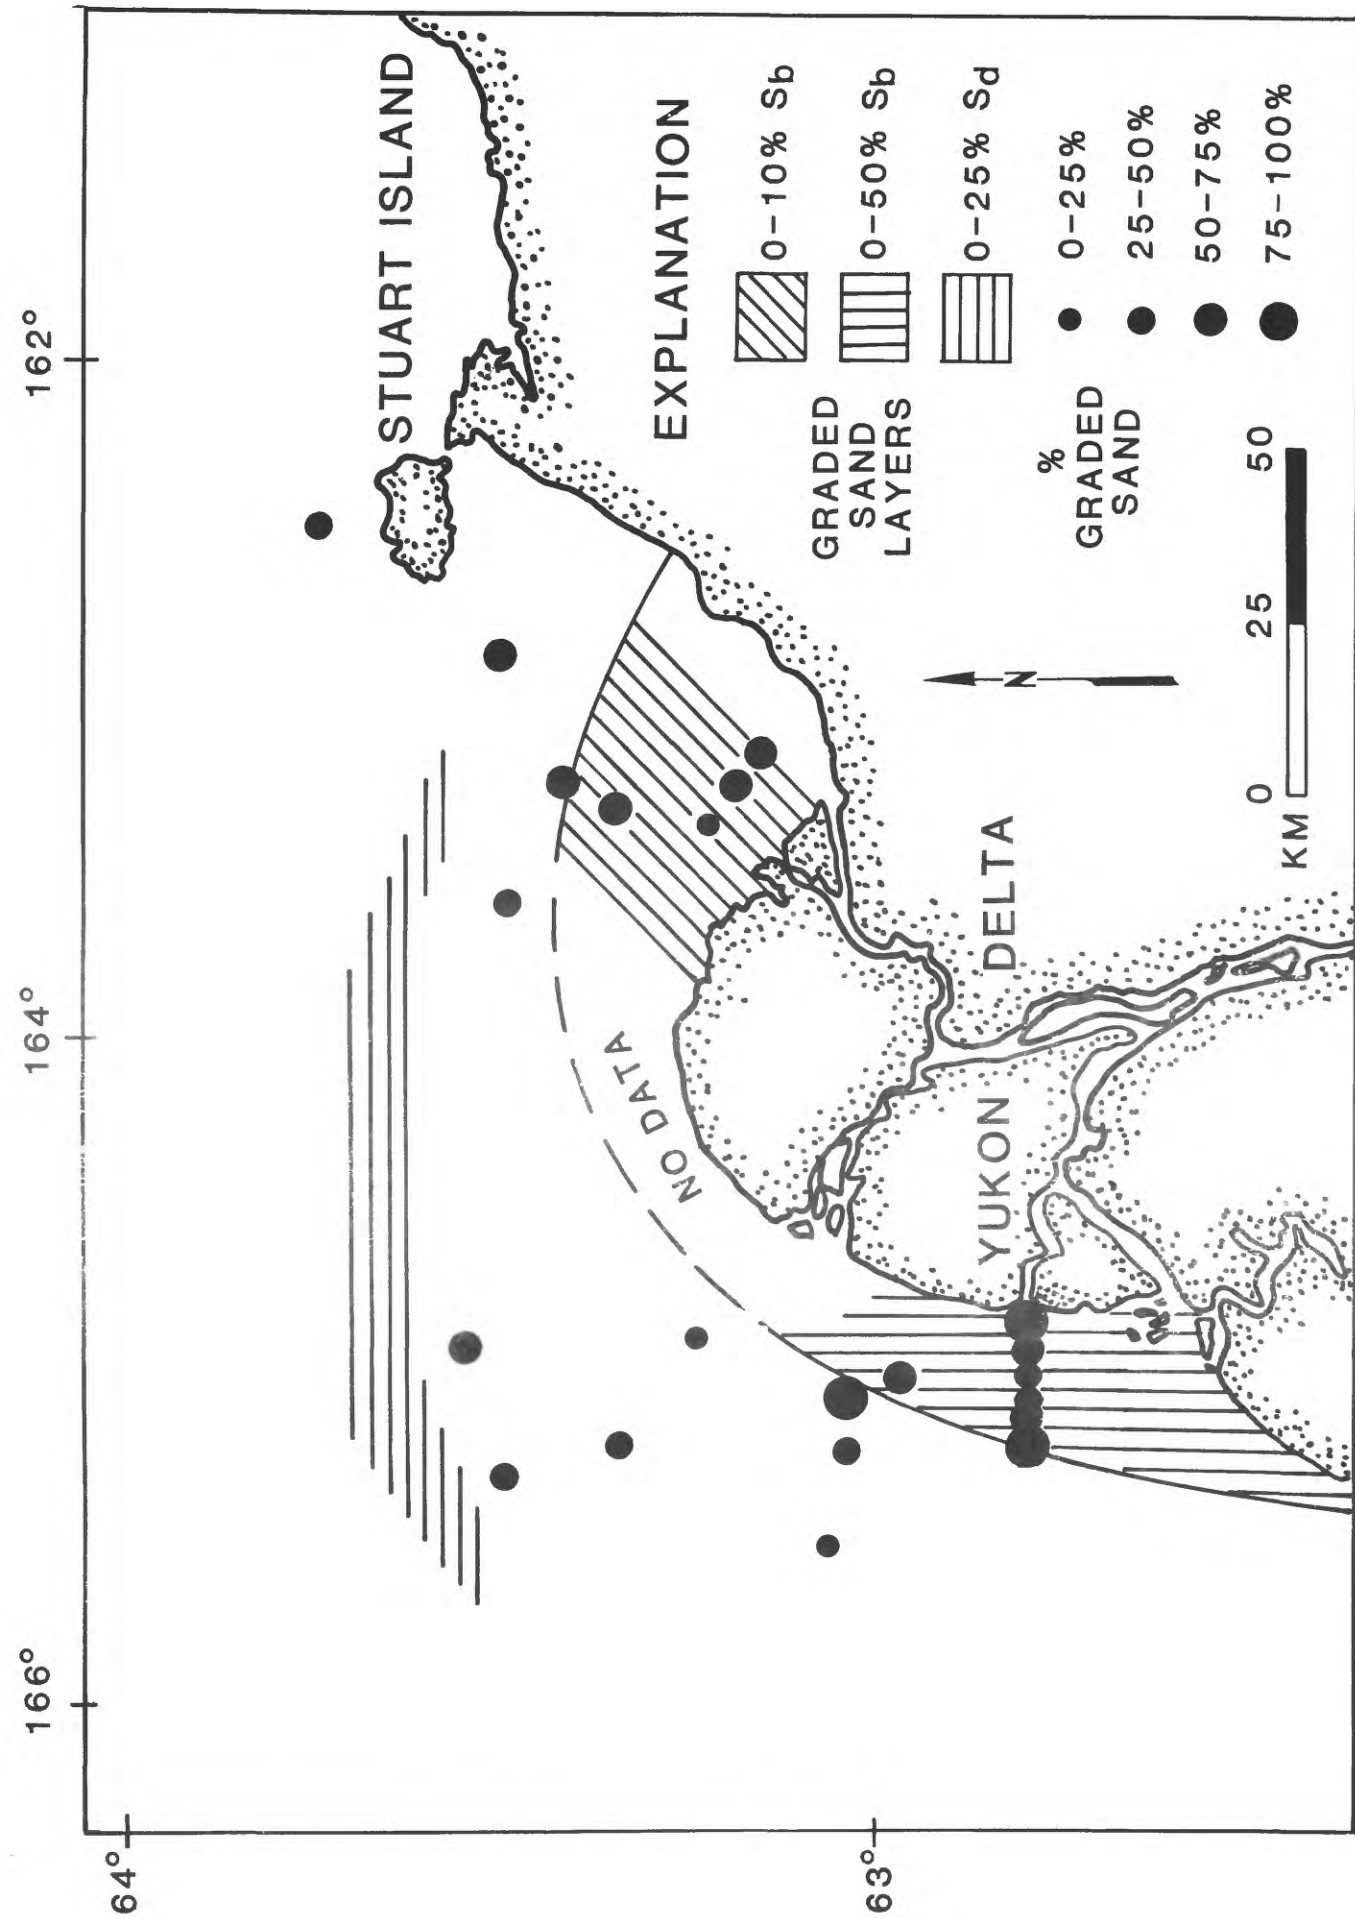 166°
164°
162°
64°
63°
STUART ISLAND
NO DATA
YUKON DELTA
N
EXPLANATION
GRADED
SAND
LAYERS
0-10% Sb
0-50% Sb
0-25% Sd
%
GRADED
SAND
0-25%
25-50%
50-75%
75-100%
0 25 50
KM